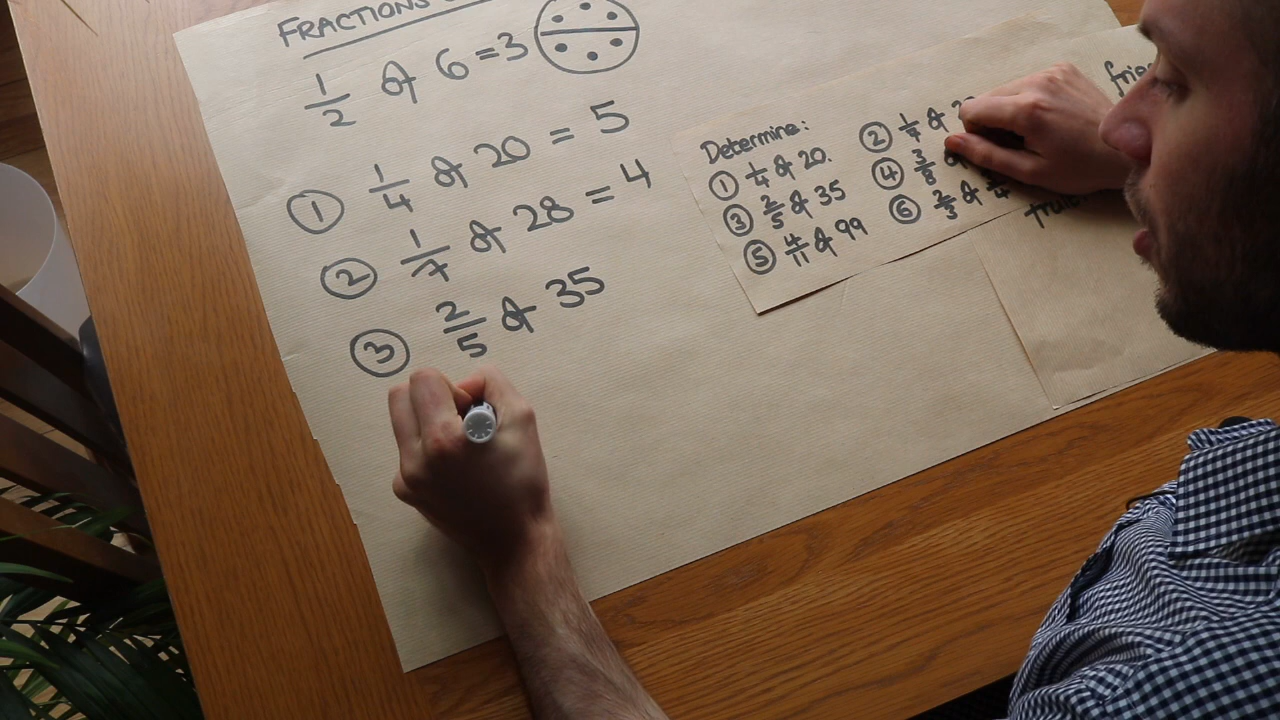 FRACTIONS
1/2 of 6 = 3
① 1/4 of 20 = 5
② 1/7 of 28 = 4
③ 2/5 of 35
Determine:
① 1/4 of 20.
② 1/7 of
③ 2/5 of 35
④ 3/8
⑤ 4/11 of 99
⑥ 2/3 of